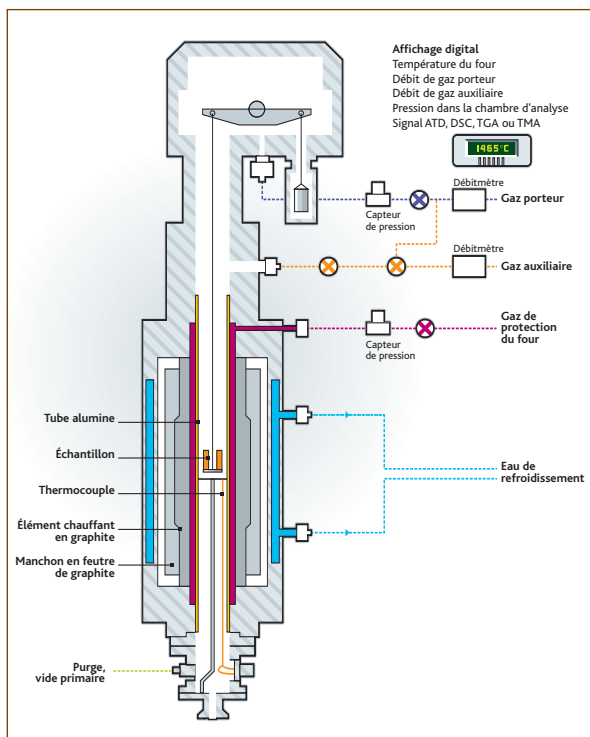 Affichage digital
Température du four
Débit de gaz porteur
Débit de gaz auxiliaire
Pression dans la chambre d'analyse
Signal ATD, DSC, TGA ou TMA
1465°C
Débitmètre
Gaz porteur
Capteur
de pression
Débitmètre
Gaz auxiliaire
Gaz de
protection
du four
Capteur
de pression
Tube alumine
Échantillon
Thermocouple
Élément chauffant
en graphite
Manchon en feutre
de graphite
Eau de
refroidissement
Purge,
vide primaire